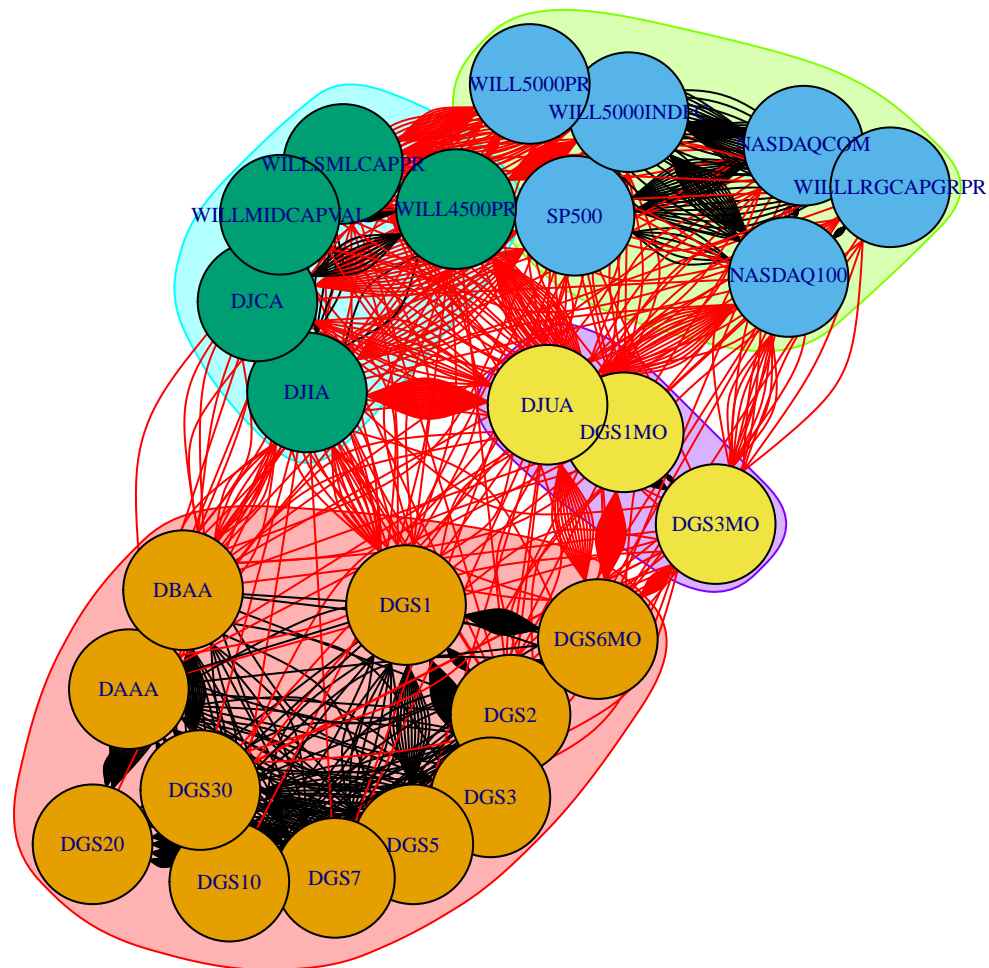 WILL5000PR
WILL5000INDFC
NASDAQCOM
WILLSMLCAPPR
WILLLRGCAPGRPR
WILLMIDCAPVAL
WILL4500PR
SP500
NASDAQ100
DJCA
DJIA
DJUA
DGS1MO
DGS3MO
DBAA
DGS1
DGS6MO
DAAA
DGS2
DGS30
DGS3
DGS20
DGS5
DGS10
DGS7